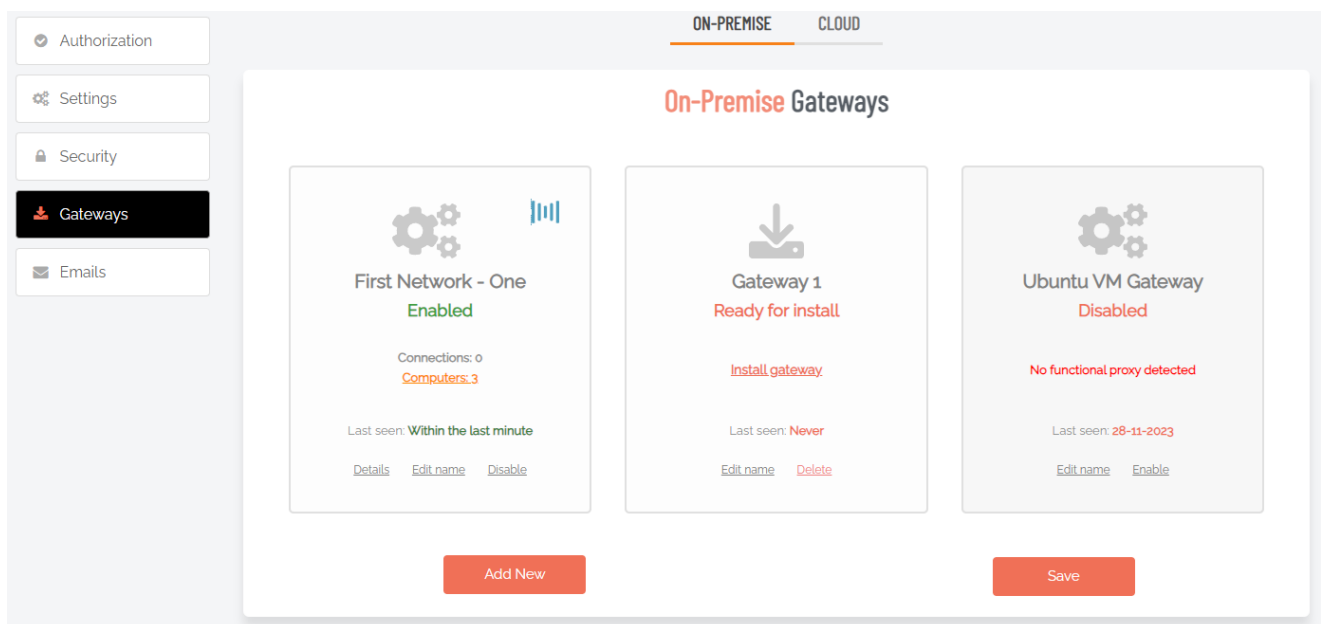 Authorization
Settings
Security
Gateways
Emails
ON-PREMISE CLOUD
On-Premise Gateways
First Network - One
Enabled
Connections: 0
Computers: 3
Last seen: Within the last minute
Details Edit name Disable
Gateway 1
Ready for install
Install gateway
Last seen: Never
Edit name Delete
Ubuntu VM Gateway
Disabled
No functional proxy detected
Last seen: 28-11-2023
Edit name Enable
Add New
Save